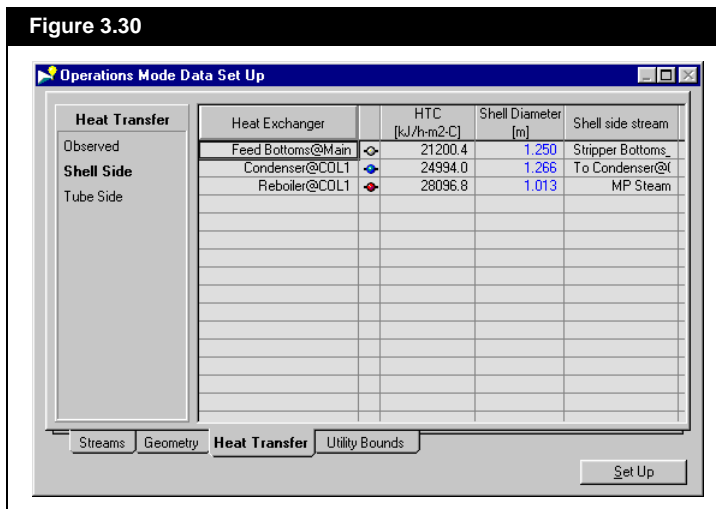 Figure 3.30
Operations Mode Data Set Up
Heat Transfer
Observed
Shell Side
Tube Side
Heat Exchanger HTC [kJ/h-m2-C] Shell Diameter [m] Shell side stream
Feed Bottoms@Main 21200.4 1.250 Stripper Bottoms_
Condenser@COL1 24994.0 1.266 To Condenser@(
Reboiler@COL1 28096.8 1.013 MP Steam
Streams Geometry Heat Transfer Utility Bounds
Set Up